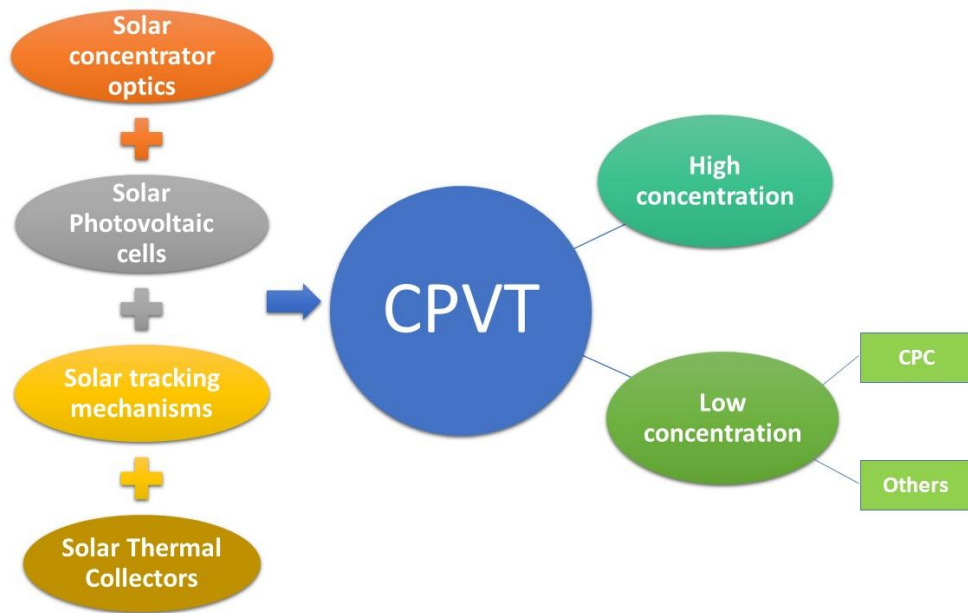 Solar
concentrator
optics
Solar
Photovoltaic
cells
Solar tracking
mechanisms
Solar Thermal
Collectors
CPVT
High
concentration
Low
concentration
CPC
Others